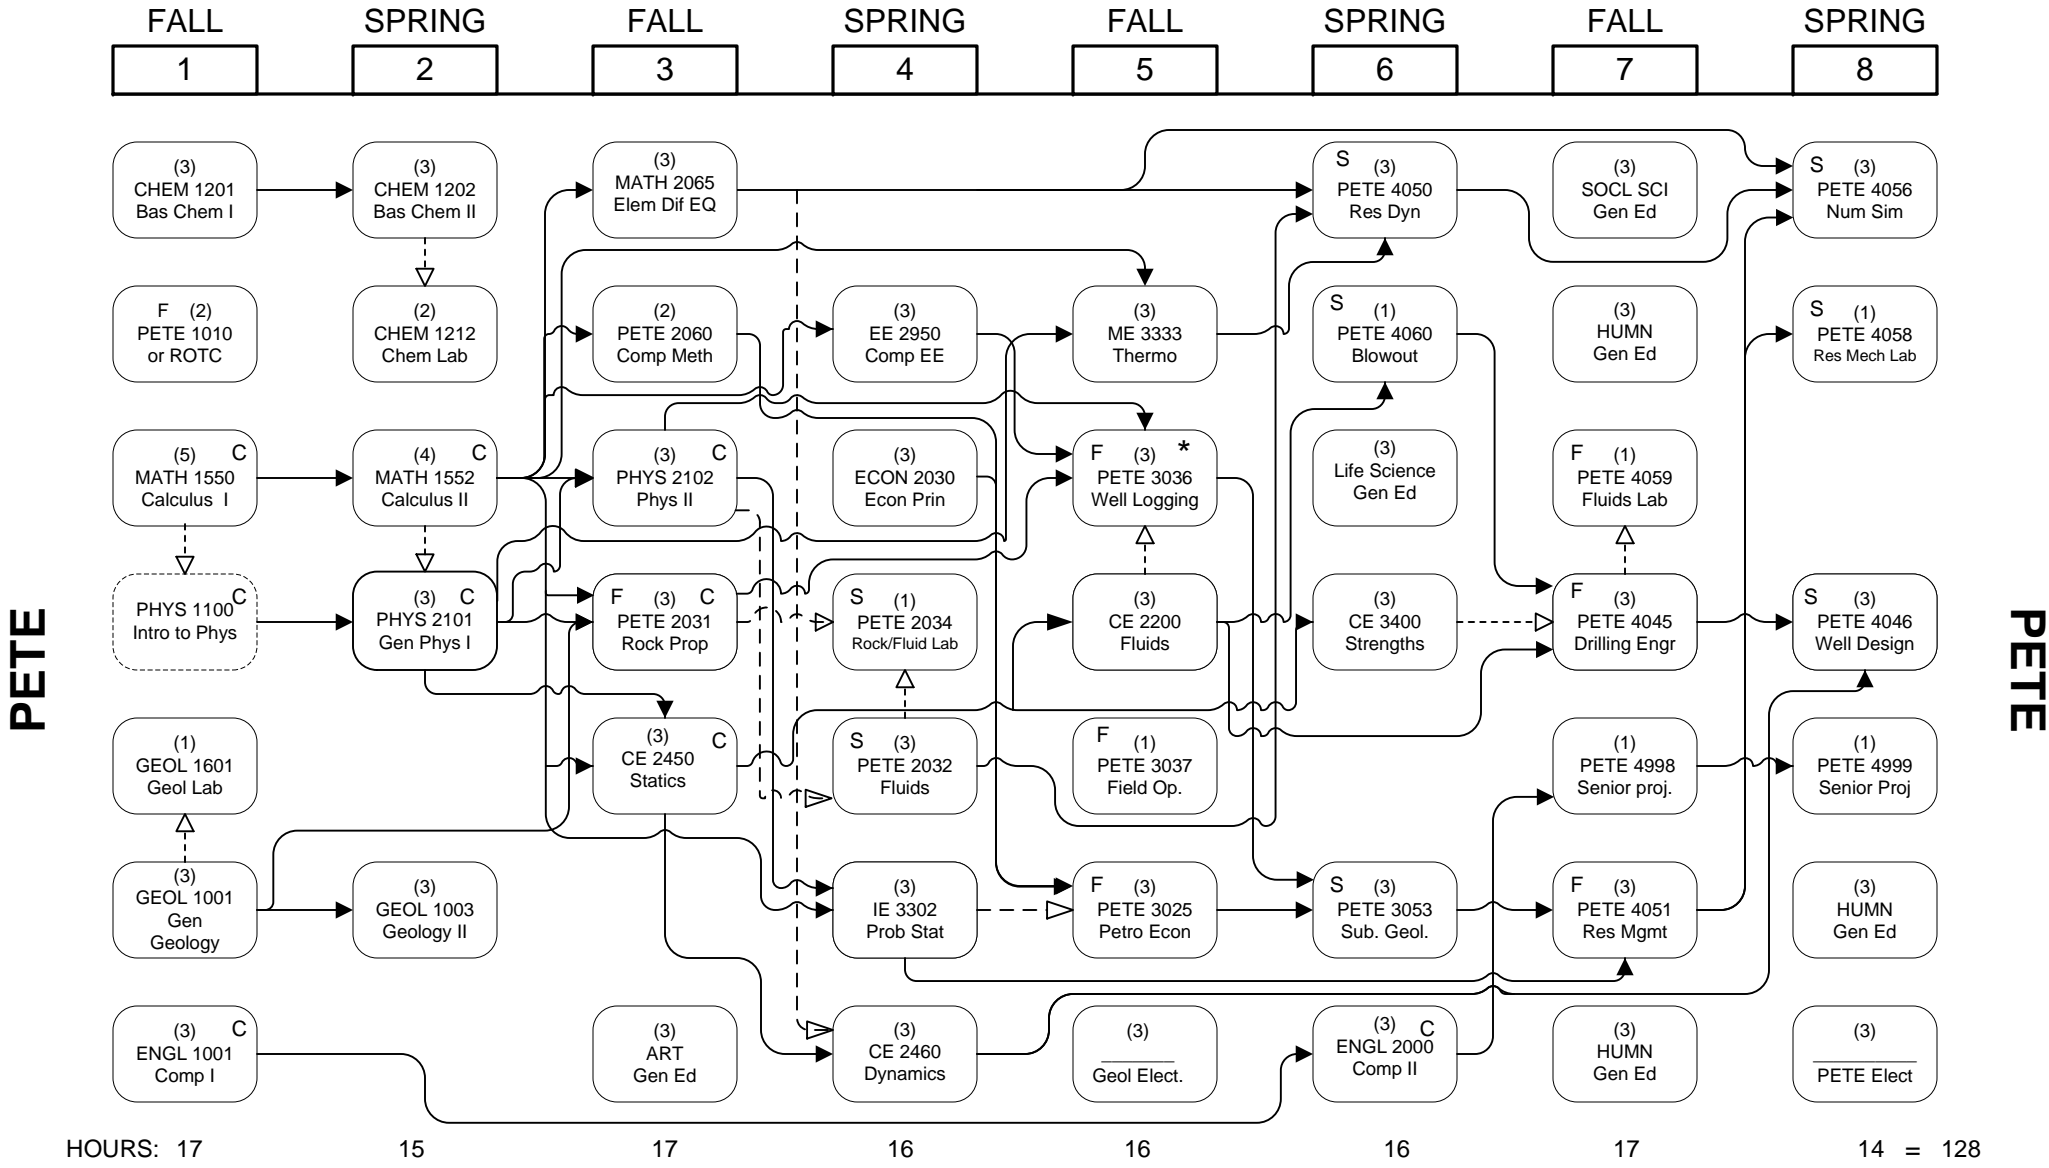 FALL SPRING FALL SPRING FALL SPRING FALL SPRING
1 2 3 4 5 6 7 8
(3)
CHEM 1201
Bas Chem I
(3)
CHEM 1202
Bas Chem II
(3)
MATH 2065
Elem Dif EQ
S (3)
PETE 4050
Res Dyn
(3)
SOCL SCI
Gen Ed
S (3)
PETE 4056
Num Sim
F (2)
PETE 1010
or ROTC
(2)
CHEM 1212
Chem Lab
(2)
PETE 2060
Comp Meth
(3)
EE 2950
Comp EE
(3)
ME 3333
Thermo
S (1)
PETE 4060
Blowout
(3)
HUMN
Gen Ed
S (1)
PETE 4058
Res Mech Lab
(5) C
MATH 1550
Calculus I
(4) C
MATH 1552
Calculus II
(3) C
PHYS 2102
Phys II
(3)
ECON 2030
Econ Prin
F (3) *
PETE 3036
Well Logging
(3)
Life Science
Gen Ed
F (1)
PETE 4059
Fluids Lab
PHYS 1100 C
Intro to Phys
(3) C
PHYS 2101
Gen Phys I
F (3) C
PETE 2031
Rock Prop
S (1)
PETE 2034
Rock/Fluid Lab
(3)
CE 2200
Fluids
(3)
CE 3400
Strengths
F (3)
PETE 4045
Drilling Engr
S (3)
PETE 4046
Well Design
PETE
PETE
(1)
GEOL 1601
Geol Lab
(3) C
CE 2450
Statics
S (3)
PETE 2032
Fluids
F (1)
PETE 3037
Field Op.
(1)
PETE 4998
Senior proj.
(1)
PETE 4999
Senior Proj
(3)
GEOL 1001
Gen
Geology
(3)
GEOL 1003
Geology II
(3)
IE 3302
Prob Stat
F (3)
PETE 3025
Petro Econ
S (3)
PETE 3053
Sub. Geol.
F (3)
PETE 4051
Res Mgmt
(3)
HUMN
Gen Ed
(3) C
ENGL 1001
Comp I
(3)
ART
Gen Ed
(3)
CE 2460
Dynamics
(3)
_______
Geol Elect.
(3) C
ENGL 2000
Comp II
(3)
HUMN
Gen Ed
(3)
__________
PETE Elect
HOURS: 17 15 17 16 16 16 17 14 = 128